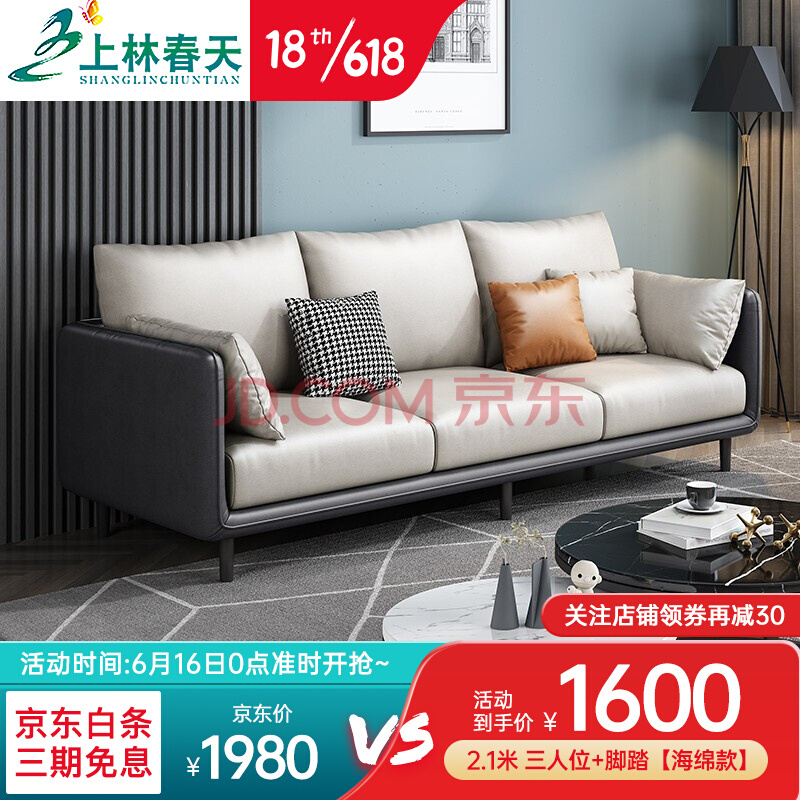 上林春天
SHANGLINCHUNTIAN
18th/618
JD.COM 京东
关注店铺领券再减30
活动时间:6月16日0点准时开抢~
京东白条
三期免息
京东价
¥1980
VS
活动
到手价¥1600
2.1米 三人位+脚踏【海绵款】